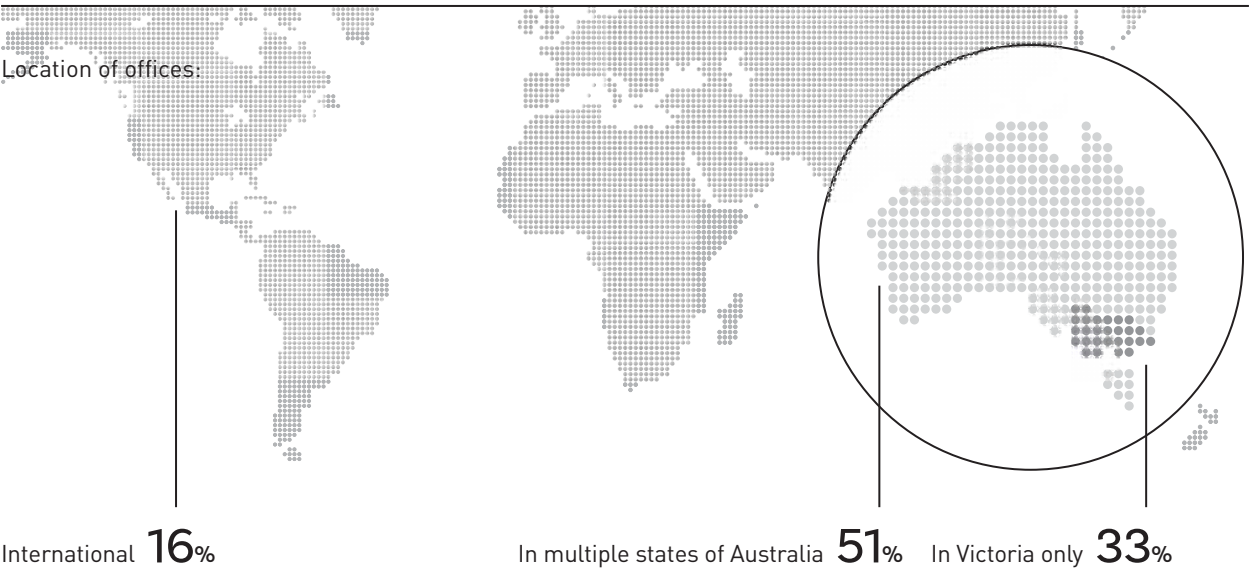 Location of offices:
International 16%
In multiple states of Australia 51%
In Victoria only 33%